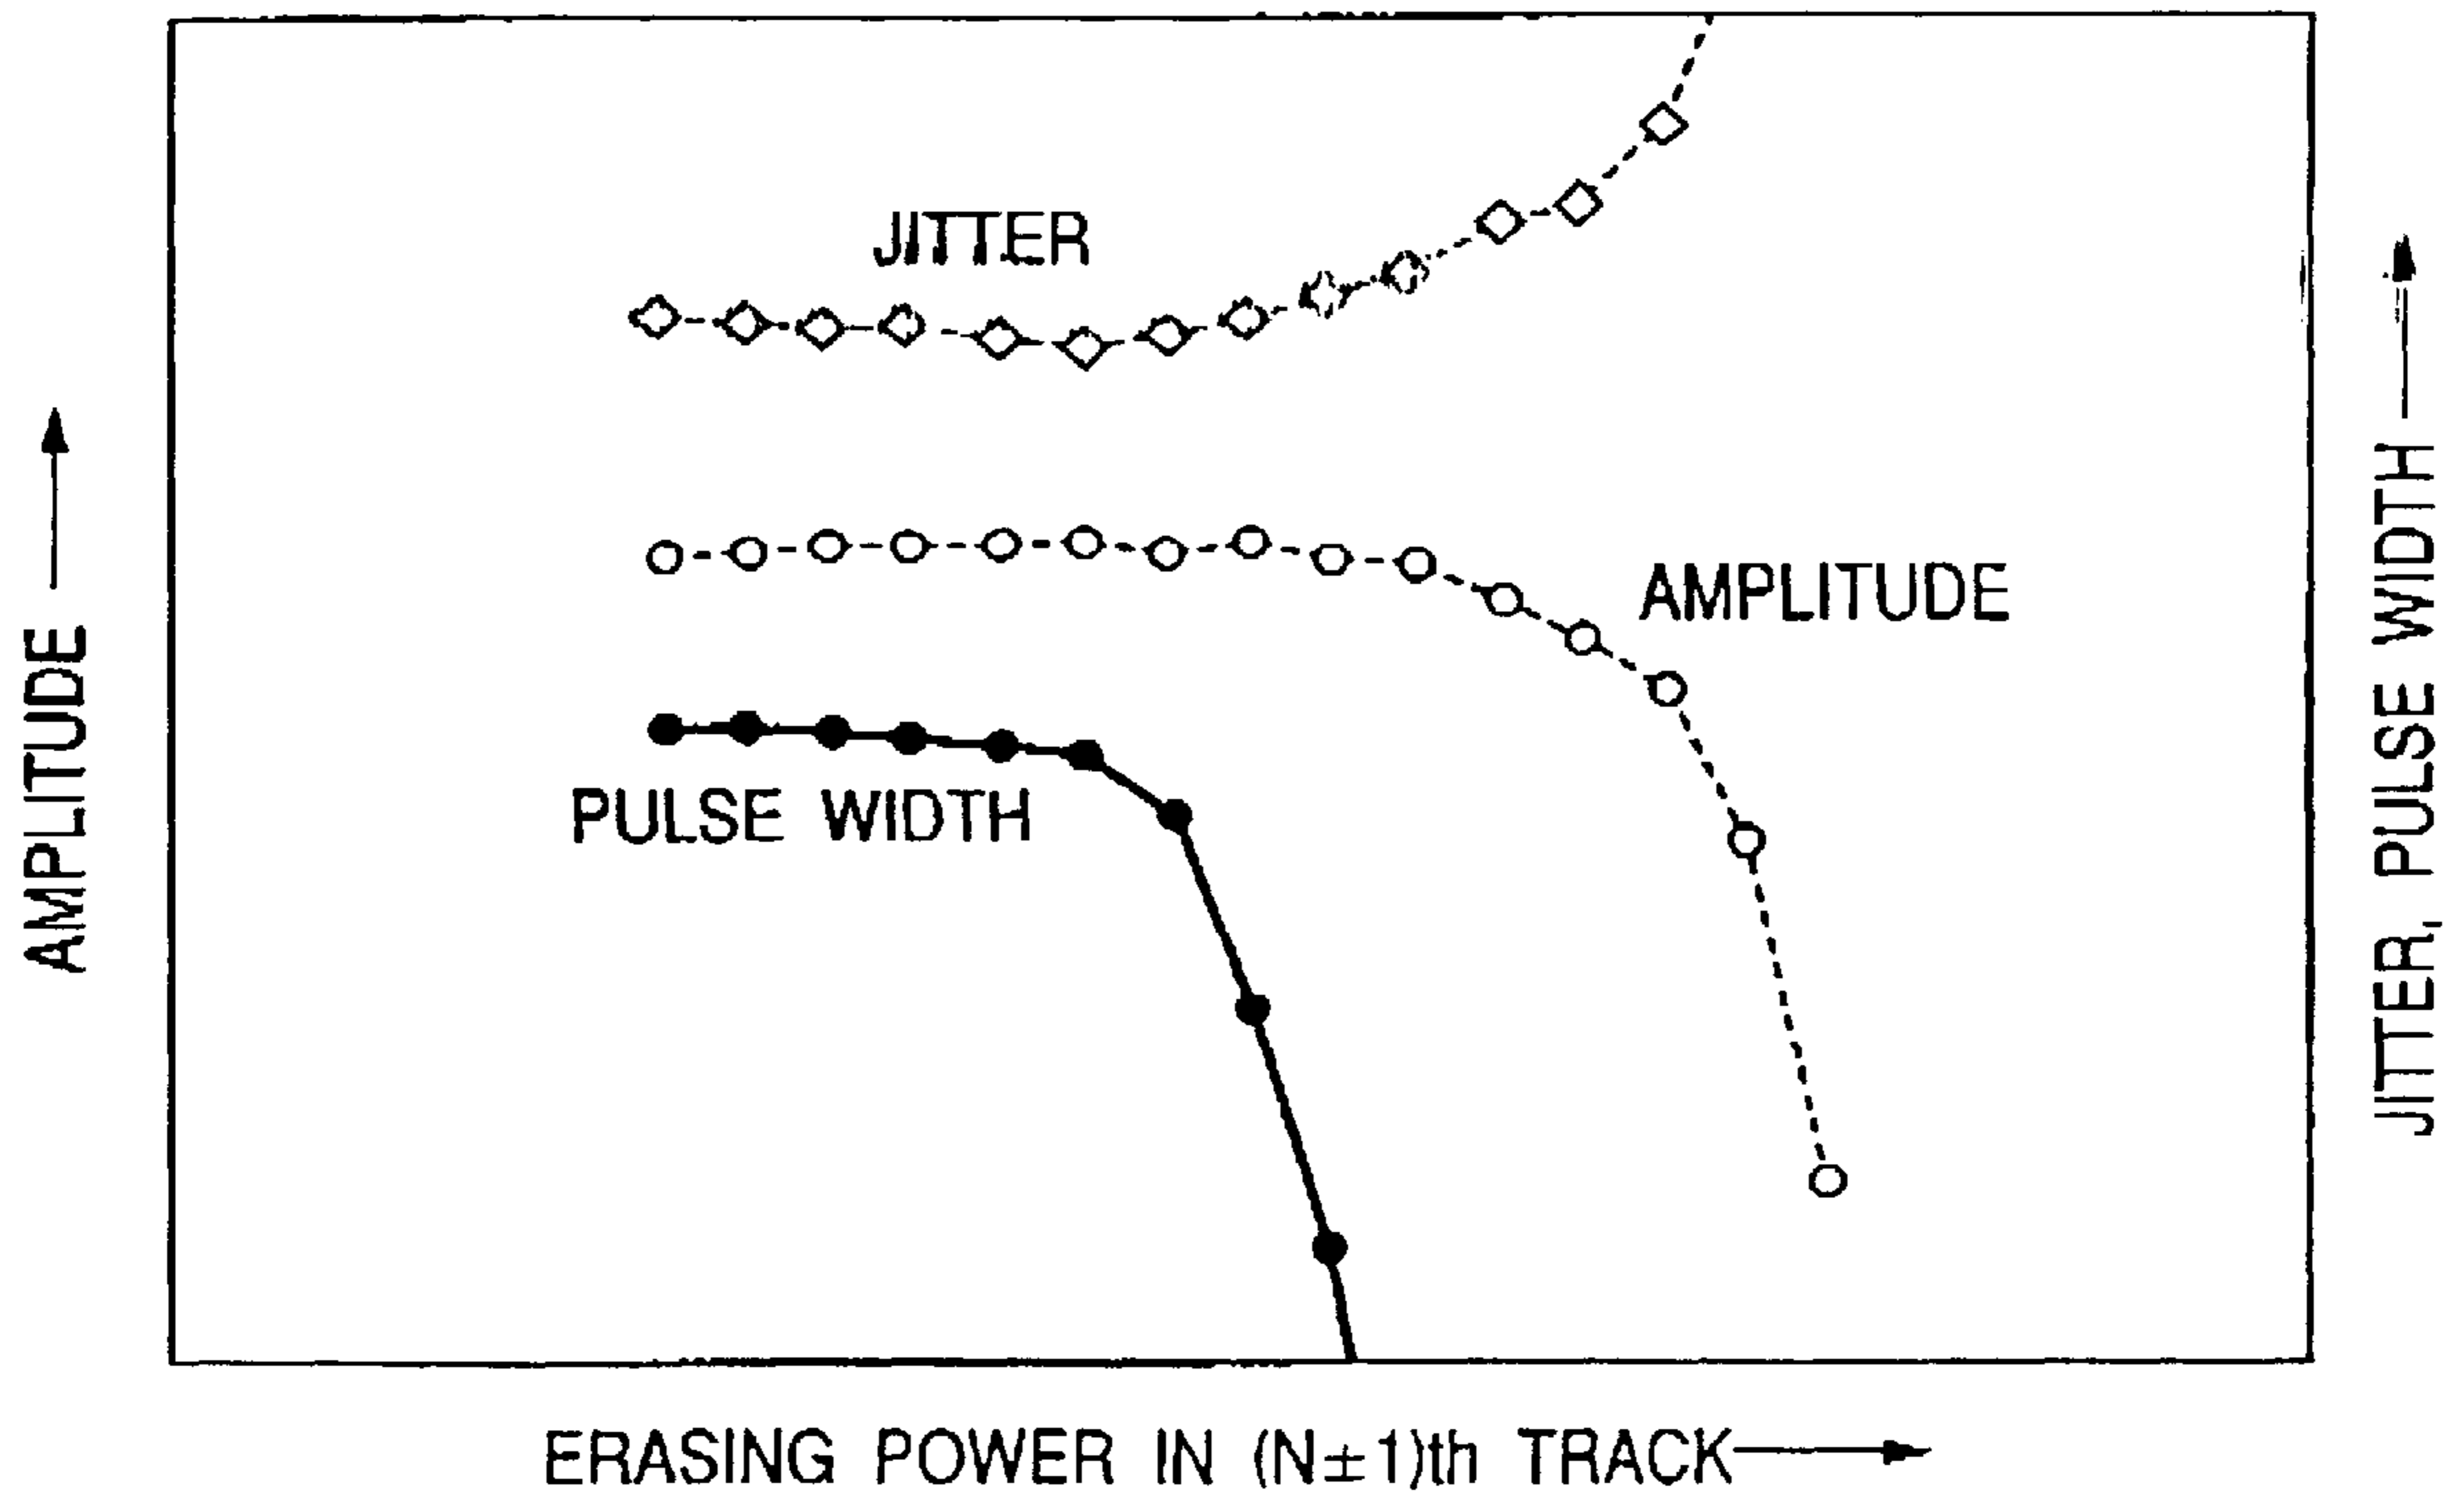 JITTER
AMPLITUDE
PULSE WIDTH
AMPLITUDE
JITTER, PULSE WIDTH
ERASING POWER IN (N±1)th TRACK